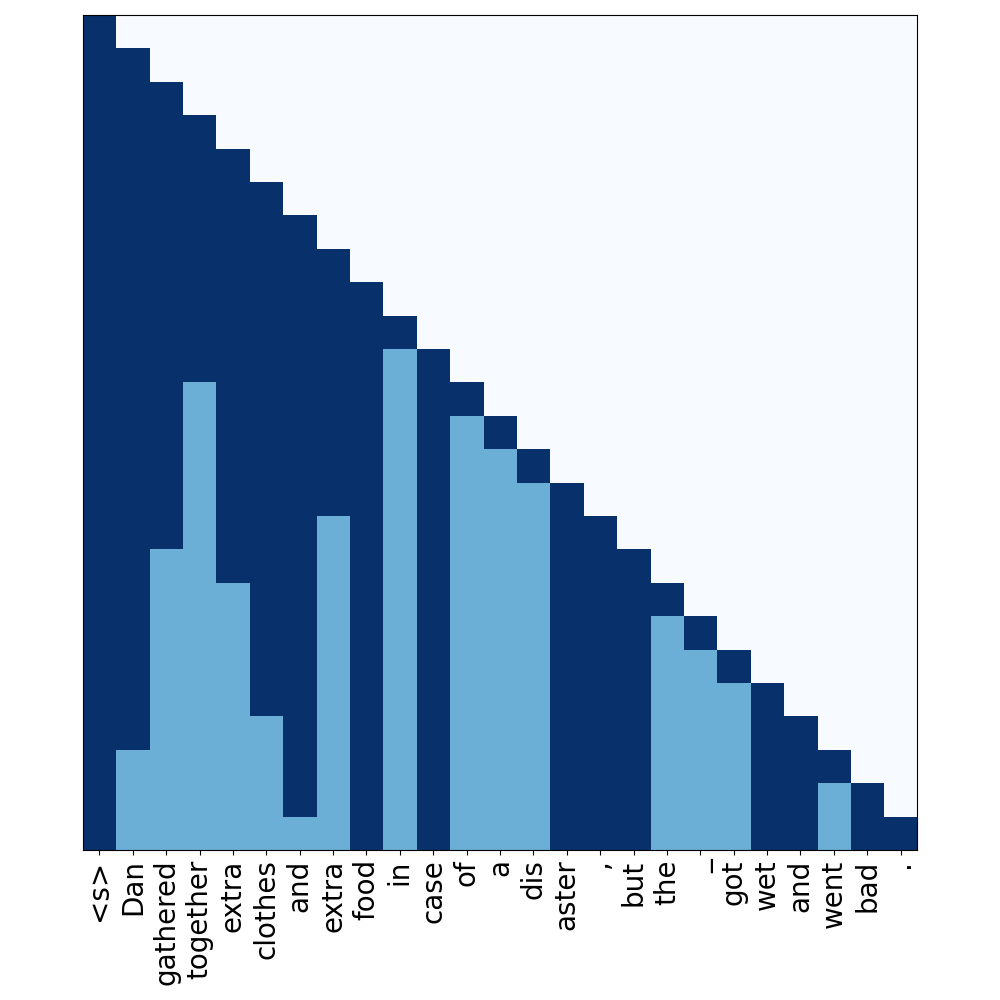 <s> Dan gathered together extra clothes and extra food in case of a dis aster , but the _ got wet and went bad .